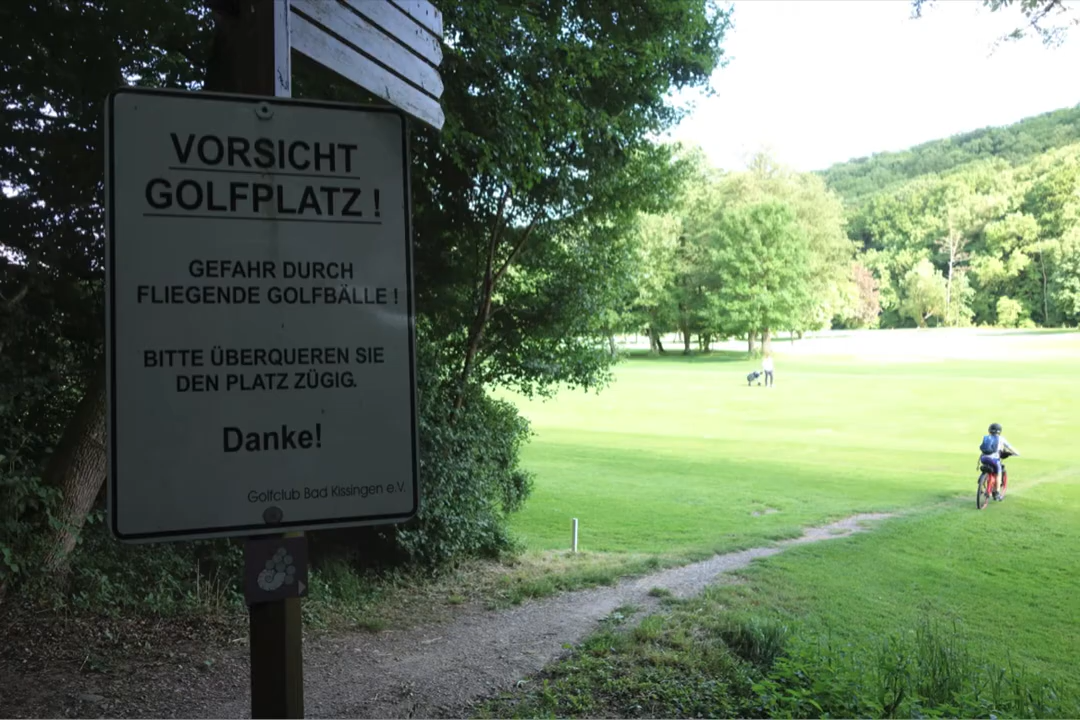 VORSICHT
GOLFPLATZ !
GEFAHR DURCH
FLIEGENDE GOLFBÄLLE !
BITTE ÜBERQUEREN SIE
DEN PLATZ ZÜGIG.
Danke!
Golfclub Bad Kissingen e.V.